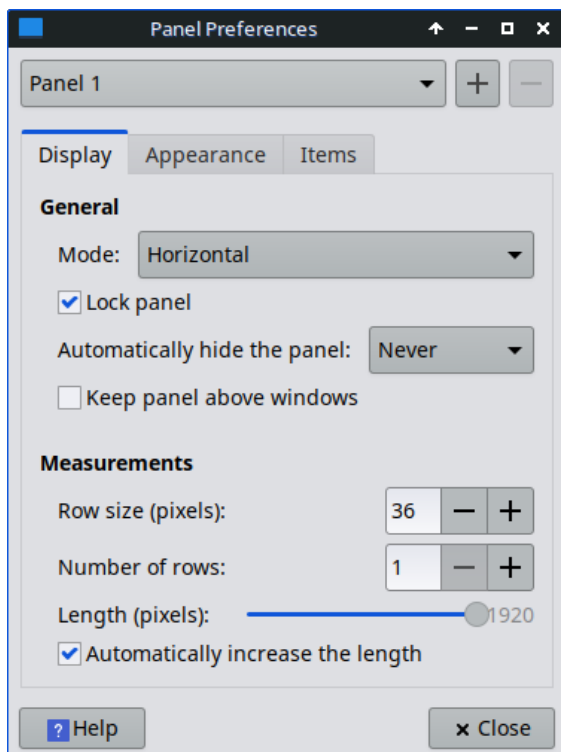 Panel Preferences
Panel 1
Display Appearance Items
General
Mode: Horizontal
Lock panel
Automatically hide the panel: Never
Keep panel above windows
Measurements
Row size (pixels): 36
Number of rows: 1
Length (pixels): 1920
Automatically increase the length
? Help × Close